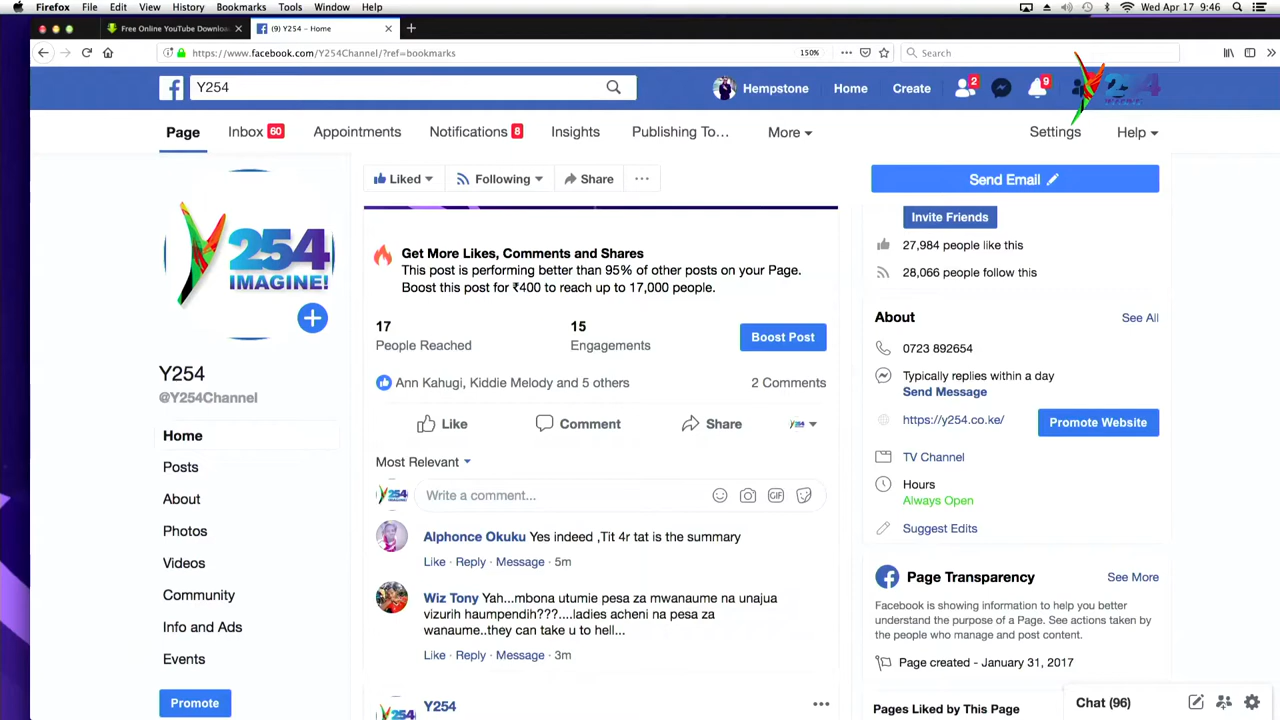 Firefox File Edit View History Bookmarks Tools Window Help
Wed Apr 17 9:46
Free Online YouTube Downloa
(9) Y254 - Home
https://www.facebook.com/Y254Channel/?ref=bookmarks
150%
Search
Y254
Hempstone Home Create 2 9
254
Page Inbox 60 Appointments Notifications 8 Insights Publishing To... More Settings Help
Liked Following Share
Send Email
254
IMAGINE!
Y254
@Y254Channel
Home
Posts
About
Photos
Videos
Community
Info and Ads
Events
Promote
Get More Likes, Comments and Shares
This post is performing better than 95% of other posts on your Page.
Boost this post for ₹400 to reach up to 17,000 people.
17
People Reached
15
Engagements
Boost Post
Ann Kahugi, Kiddie Melody and 5 others
2 Comments
Like Comment Share
Most Relevant
Write a comment...
GIF
Alphonce Okuku Yes indeed ,Tit 4r tat is the summary
Like · Reply · Message · 5m
Wiz Tony Yah...mbona utumie pesa za mwanaume na unajua
vizurih haumpendih???....ladies acheni na pesa za
wanaume..they can take u to hell...
Like · Reply · Message · 3m
Y254
Invite Friends
27,984 people like this
28,066 people follow this
About
See All
0723 892654
Typically replies within a day
Send Message
https://y254.co.ke/
Promote Website
TV Channel
Hours
Always Open
Suggest Edits
Page Transparency
See More
Facebook is showing information to help you better
understand the purpose of a Page. See actions taken by
the people who manage and post content.
Page created - January 31, 2017
Pages Liked by This Page
Chat (96)